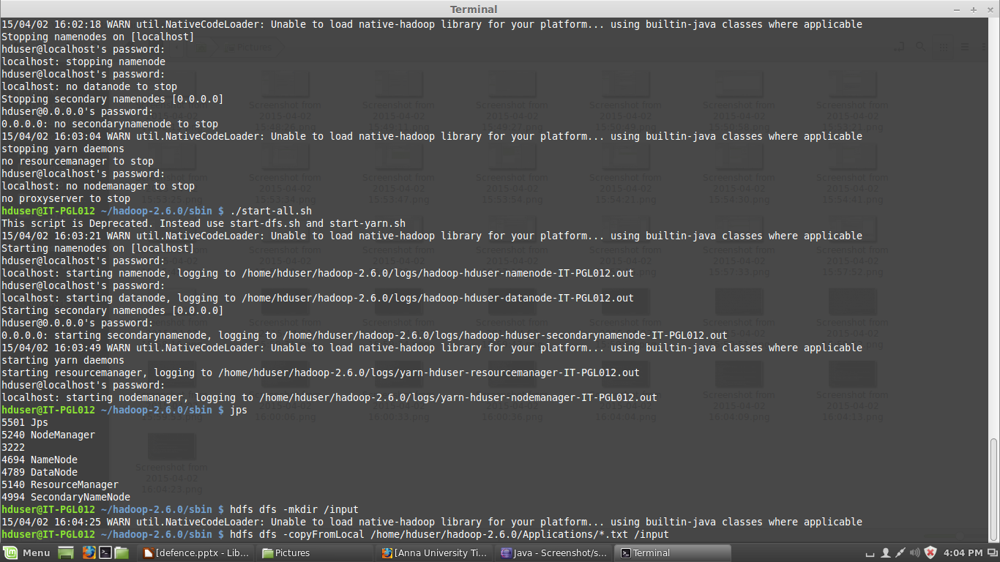 Terminal
15/04/02 16:02:18 WARN util.NativeCodeLoader: Unable to load native-hadoop library for your platform... using builtin-java classes where applicable
Stopping namenodes on [localhost]
hduser@localhost's password:
localhost: stopping namenode
hduser@localhost's password:
localhost: no datanode to stop
Stopping secondary namenodes [0.0.0.0]
hduser@0.0.0.0's password:
0.0.0.0: no secondarynamenode to stop
15/04/02 16:03:04 WARN util.NativeCodeLoader: Unable to load native-hadoop library for your platform... using builtin-java classes where applicable
stopping yarn daemons
no resourcemanager to stop
hduser@localhost's password:
localhost: no nodemanager to stop
no proxyserver to stop
hduser@IT-PGL012 ~/hadoop-2.6.0/sbin $ ./start-all.sh
This script is Deprecated. Instead use start-dfs.sh and start-yarn.sh
15/04/02 16:03:21 WARN util.NativeCodeLoader: Unable to load native-hadoop library for your platform... using builtin-java classes where applicable
Starting namenodes on [localhost]
hduser@localhost's password:
localhost: starting namenode, logging to /home/hduser/hadoop-2.6.0/logs/hadoop-hduser-namenode-IT-PGL012.out
hduser@localhost's password:
localhost: starting datanode, logging to /home/hduser/hadoop-2.6.0/logs/hadoop-hduser-datanode-IT-PGL012.out
Starting secondary namenodes [0.0.0.0]
hduser@0.0.0.0's password:
0.0.0.0: starting secondarynamenode, logging to /home/hduser/hadoop-2.6.0/logs/hadoop-hduser-secondarynamenode-IT-PGL012.out
15/04/02 16:03:49 WARN util.NativeCodeLoader: Unable to load native-hadoop library for your platform... using builtin-java classes where applicable
starting yarn daemons
starting resourcemanager, logging to /home/hduser/hadoop-2.6.0/logs/yarn-hduser-resourcemanager-IT-PGL012.out
hduser@localhost's password:
localhost: starting nodemanager, logging to /home/hduser/hadoop-2.6.0/logs/yarn-hduser-nodemanager-IT-PGL012.out
hduser@IT-PGL012 ~/hadoop-2.6.0/sbin $ jps
5501 Jps
5240 NodeManager
3222
4694 NameNode
4789 DataNode
5140 ResourceManager
4994 SecondaryNameNode
hduser@IT-PGL012 ~/hadoop-2.6.0/sbin $ hdfs dfs -mkdir /input
15/04/02 16:04:25 WARN util.NativeCodeLoader: Unable to load native-hadoop library for your platform... using builtin-java classes where applicable
hduser@IT-PGL012 ~/hadoop-2.6.0/sbin $ hdfs dfs -copyFromLocal /home/hduser/hadoop-2.6.0/Applications/*.txt /input
Menu [defence.pptx - Lib... Pictures [Anna University Ti... Java - Screenshot/s... Terminal 4:04 PM